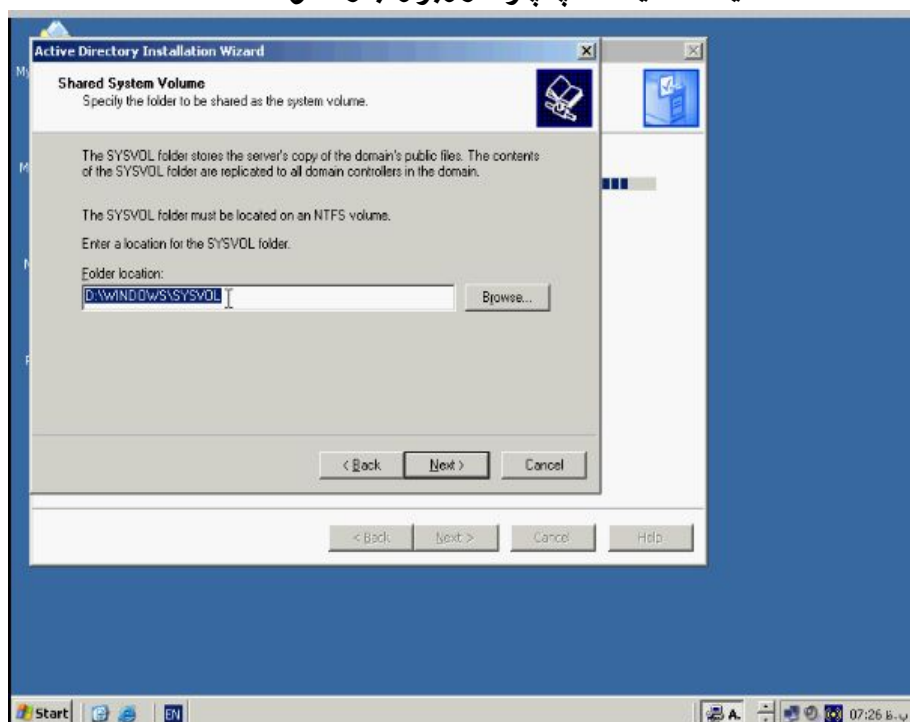 Active Directory Installation Wizard
Shared System Volume
Specify the folder to be shared as the system volume.
The SYSVOL folder stores the server's copy of the domain's public files. The contents
of the SYSVOL folder are replicated to all domain controllers in the domain.
The SYSVOL folder must be located on an NTFS volume.
Enter a location for the SYSVOL folder.
Folder location:
D:\WINDOWS\SYSVOL
Browse...
< Back Next > Cancel
< Back Next > Cancel Help
Start EN A. 07:26 ب.ظ